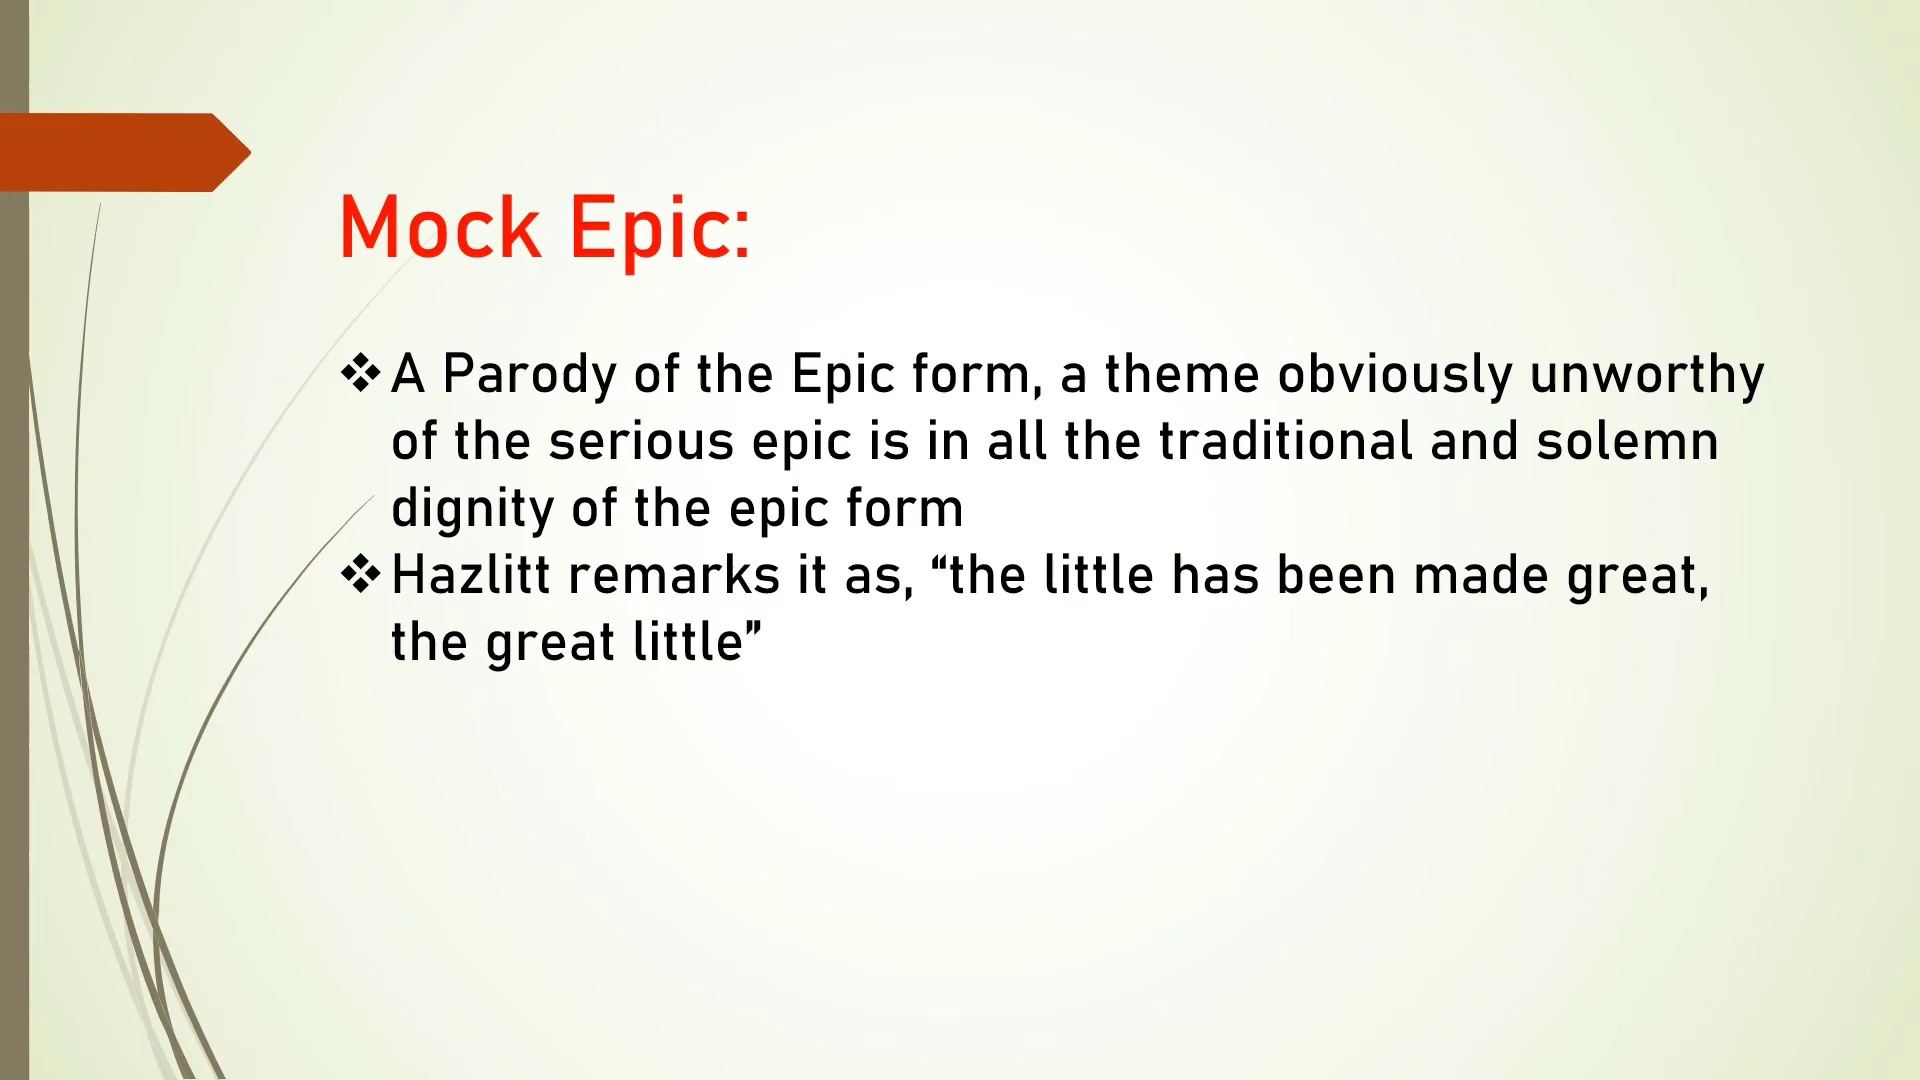 Mock Epic:
❖A Parody of the Epic form, a theme obviously unworthy
of the serious epic is in all the traditional and solemn
dignity of the epic form
❖Hazlitt remarks it as, “the little has been made great,
the great little”